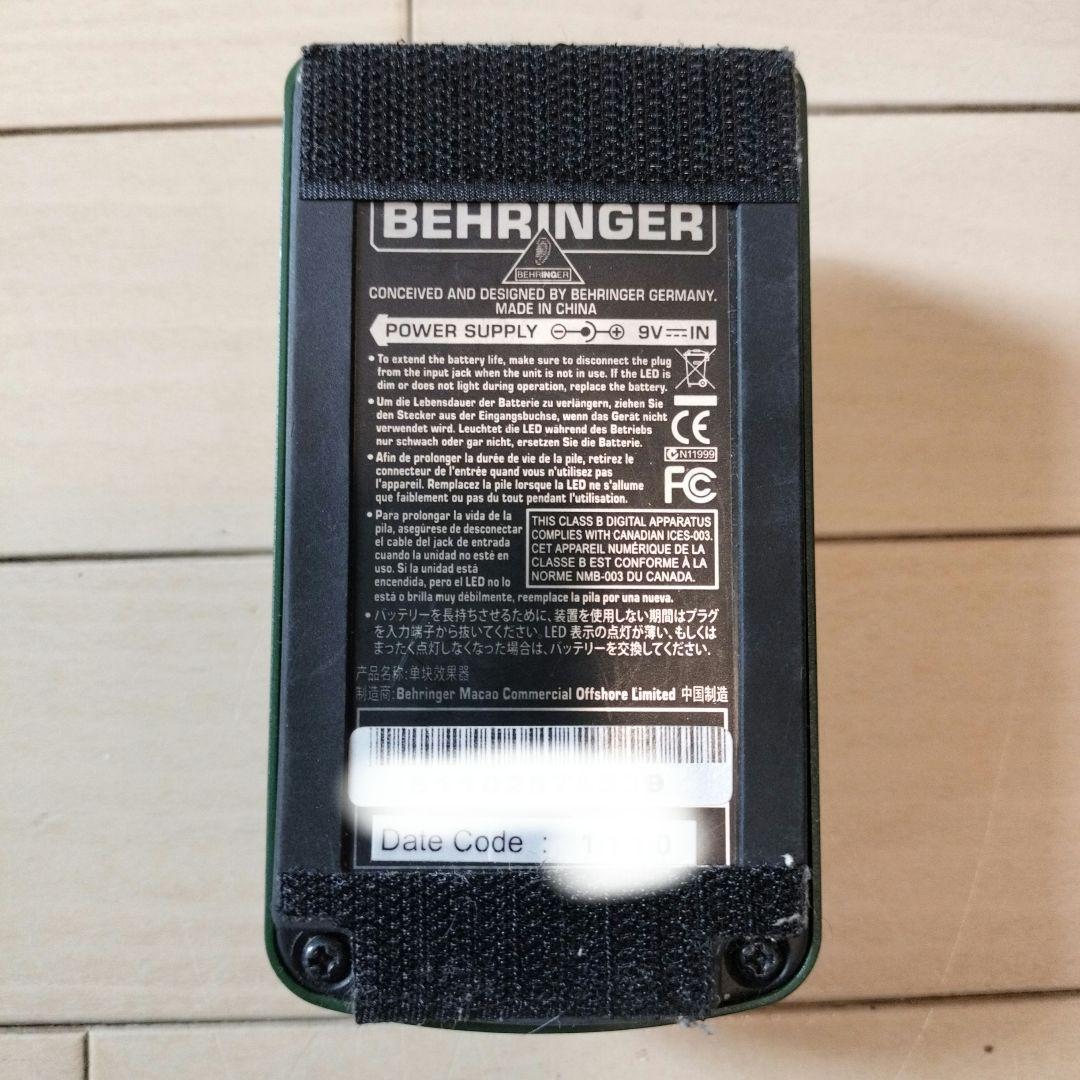 BEHRINGER
BEHRINGER
CONCEIVED AND DESIGNED BY BEHRINGER GERMANY.
MADE IN CHINA
POWER SUPPLY 9V IN
• To extend the battery life, make sure to disconnect the plug
from the input jack when the unit is not in use. If the LED is
dim or does not light during operation, replace the battery.
• Um die Lebensdauer der Batterie zu verlängern, ziehen Sie
den Stecker aus der Eingangsbuchse, wenn das Gerät nicht
verwendet wird. Leuchtet die LED während des Betriebs
nur schwach oder gar nicht, ersetzen Sie die Batterie.
CE
N11999
• Afin de prolonger la durée de vie de la pile, retirez le
connecteur de l'entrée quand vous n'utilizez pas
l'appareil. Remplacez la pile lorsque la LED ne s'allume
que faiblement ou pas du tout pendant l'utilisation.
FC
• Para prolongar la vida de la
pila, asegúrese de desconectar
el cable del jack de entrada
cuando la unidad no esté en
uso. Si la unidad está
encendida, pero el LED no lo
está o brilla muy débilmente, reemplace la pila por una nueva.
THIS CLASS B DIGITAL APPARATUS
COMPLIES WITH CANADIAN ICES-003.
CET APPAREIL NUMÉRIQUE DE LA
CLASSE B EST CONFORME À LA
NORME NMB-003 DU CANADA.
• バッテリーを長持ちさせるために、装置を使用しない期間はプラグ
を入力端子から抜いてください. LED 表示の点灯が薄い、もしくは
まったく点灯しなくなった場合は、バッテリーを交換してください.
产品名称:单块效果器
制造商:Behringer Macao Commercial Offshore Limited 中国制造
Date Code :